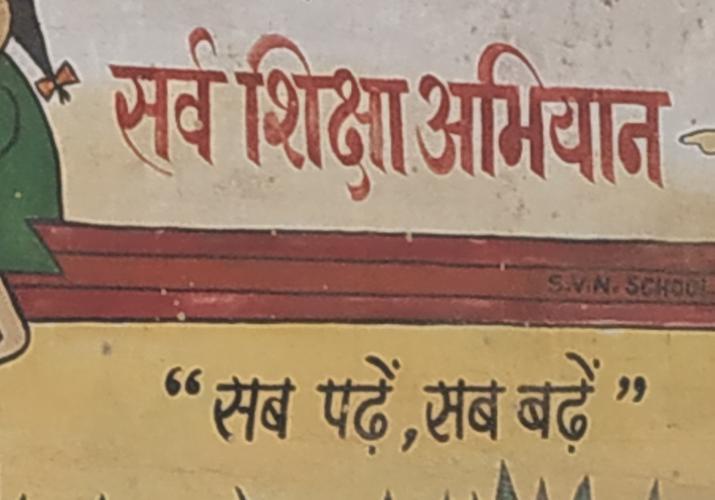 सर्व शिक्षा अभियान
S.V.N. SCHOOL
“सब पढ़ें, सब बढ़ें”